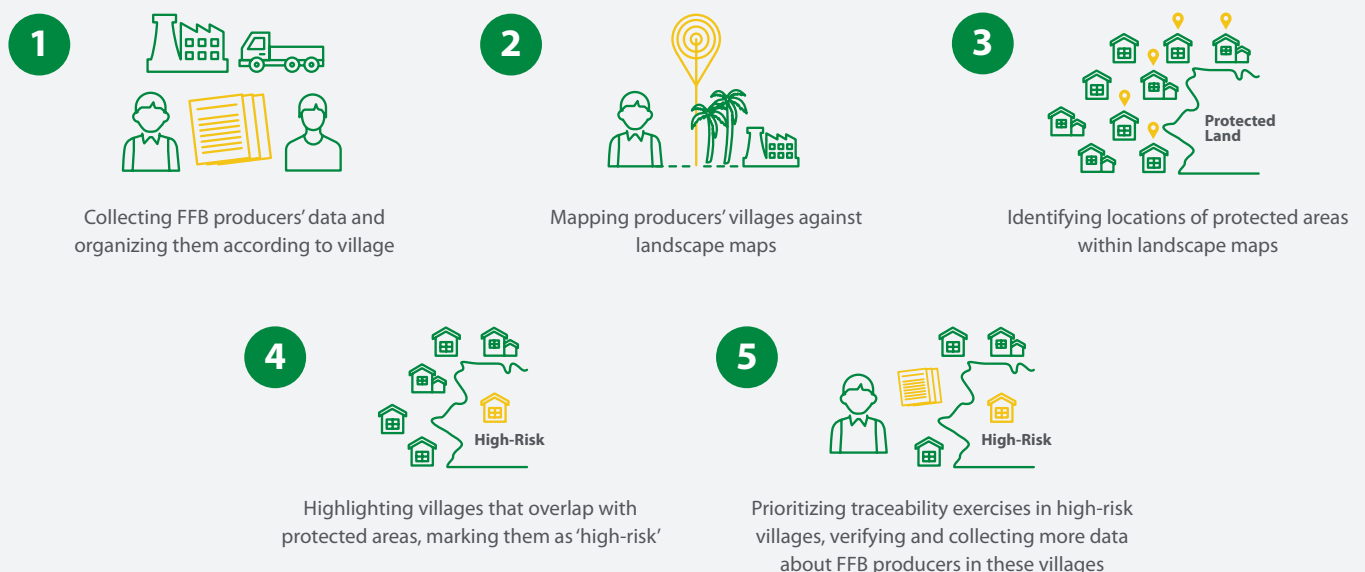 1
Collecting FFB producers’ data and
organizing them according to village
2
Mapping producers’ villages against
landscape maps
3
Protected
Land
Identifying locations of protected areas
within landscape maps
4
High-Risk
Highlighting villages that overlap with
protected areas, marking them as ‘high-risk’
5
High-Risk
Prioritizing traceability exercises in high-risk
villages, verifying and collecting more data
about FFB producers in these villages